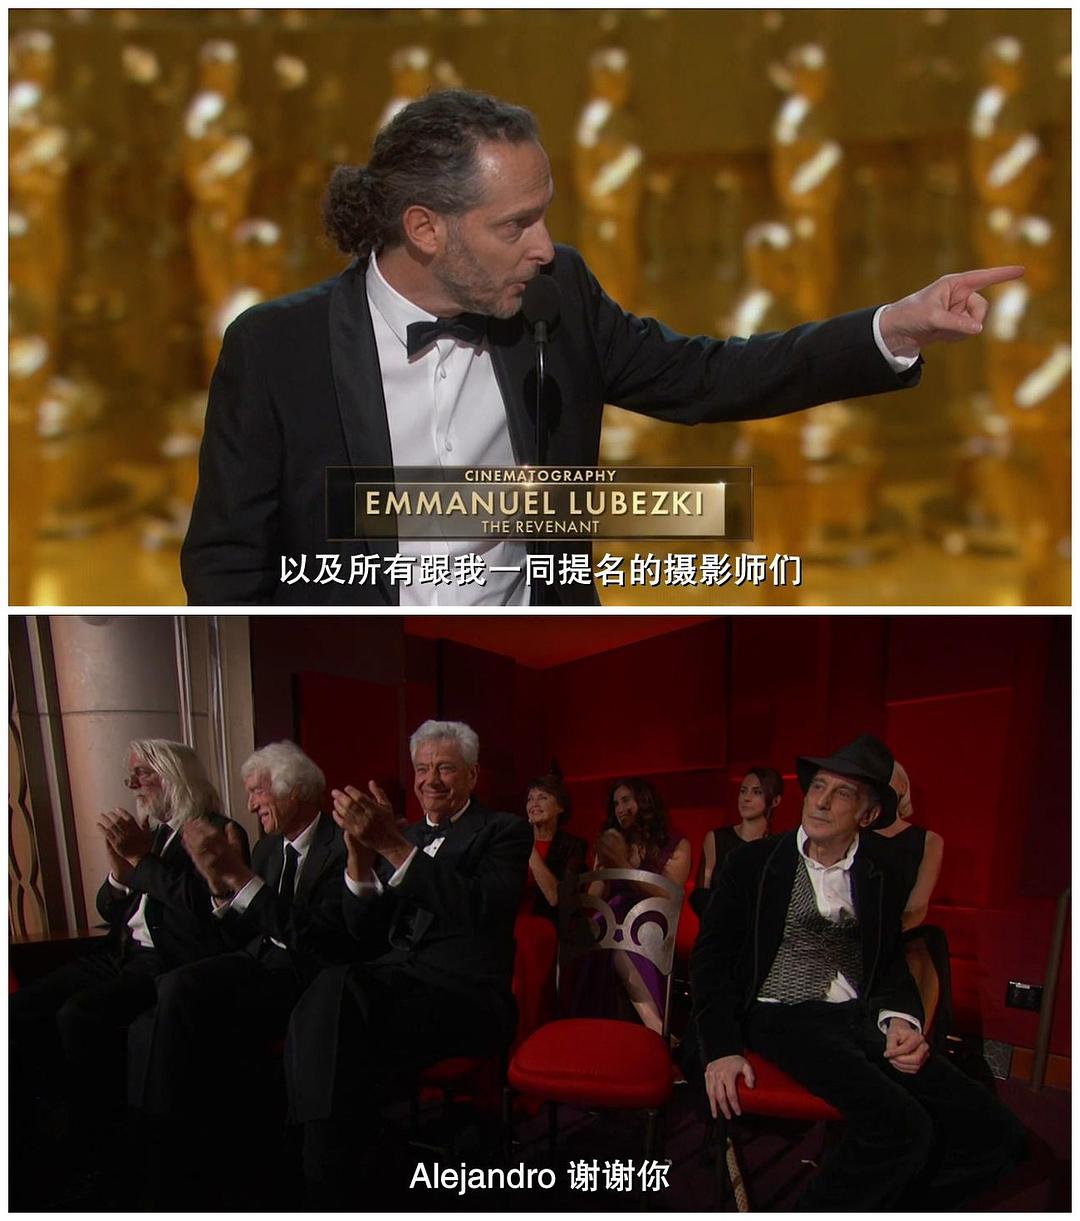 CINEMATOGRAPHY
EMMANUEL LUBEZKI
THE REVENANT
以及所有跟我一同提名的摄影师们
Alejandro 谢谢你